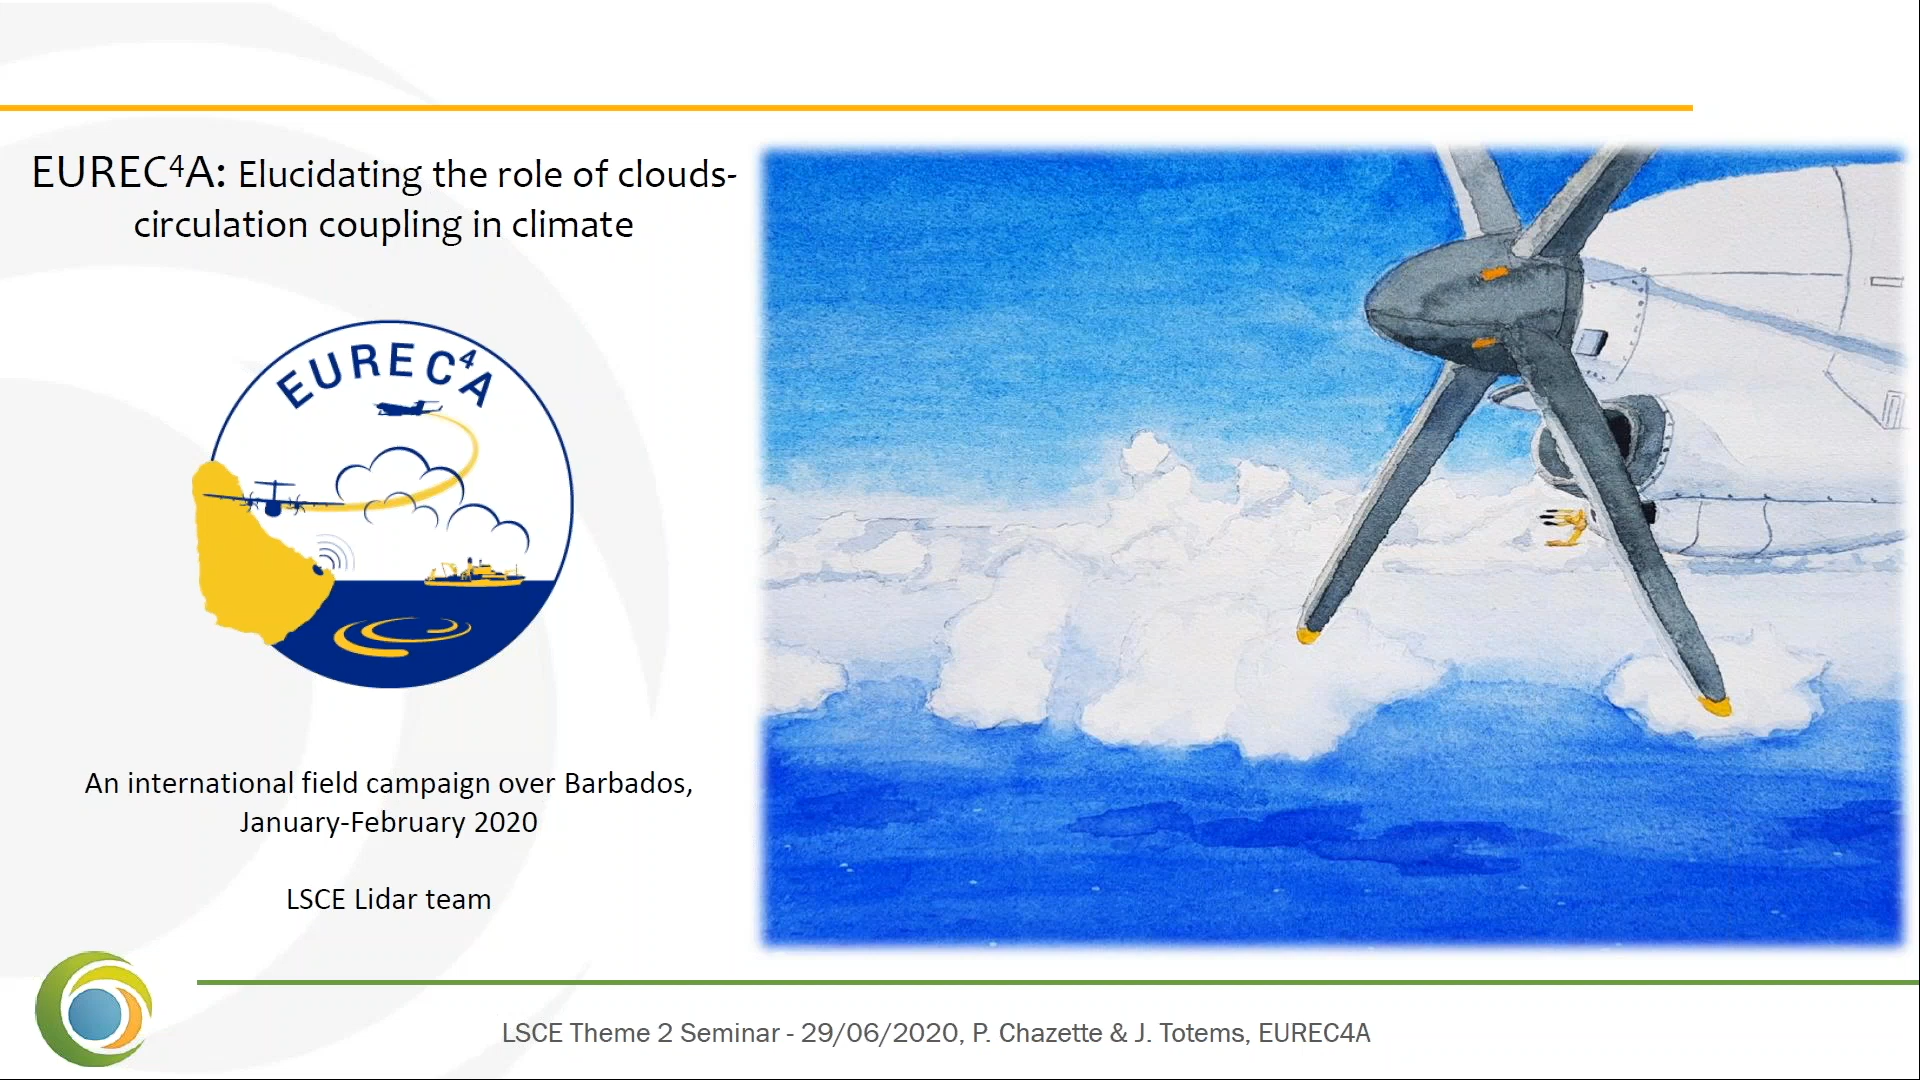 EUREC⁴A: Elucidating the role of clouds-
circulation coupling in climate
EUREC⁴A
An international field campaign over Barbados,
January-February 2020
LSCE Lidar team
LSCE Theme 2 Seminar - 29/06/2020, P. Chazette & J. Totems, EUREC4A